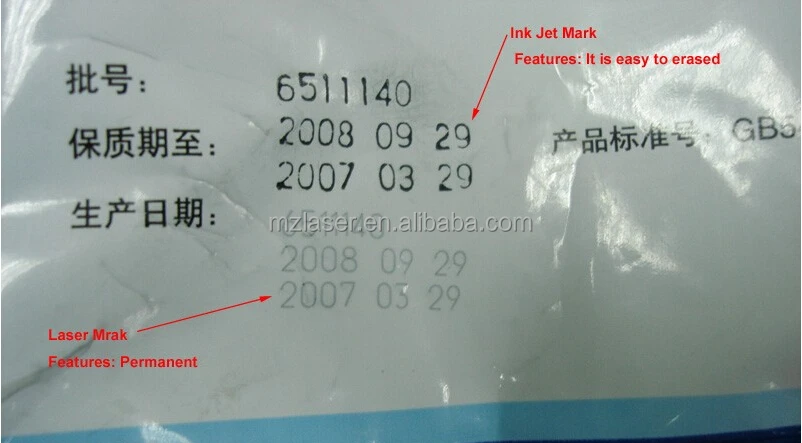 Ink Jet Mark
Features: It is easy to erased
批号： 6511140
保质期至： 2008 09 29 产品标准号：GB5
2007 03 29
生产日期： 6511140
mzlaser.en.alibaba.com
2008 09 29
2007 03 29
Laser Mrak
Features: Permanent